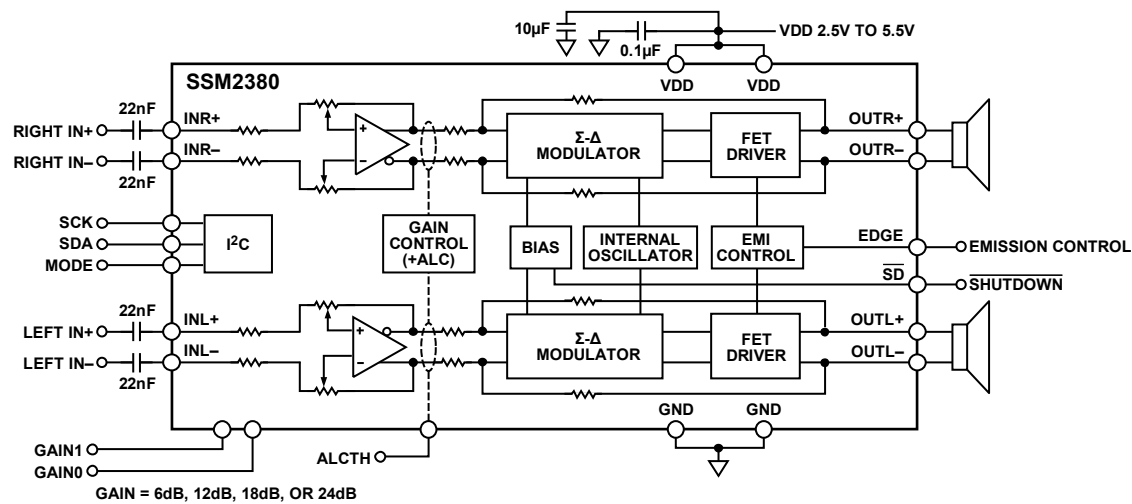 10µF
0.1µF
VDD 2.5V TO 5.5V
SSM2380
VDD
VDD
22nF
INR+
RIGHT IN+
RIGHT IN–
INR–
22nF
Σ-Δ
MODULATOR
FET
DRIVER
OUTR+
OUTR–
SCK
SDA
MODE
I²C
GAIN
CONTROL
(+ALC)
BIAS
INTERNAL
OSCILLATOR
EMI
CONTROL
EDGE
EMISSION CONTROL
SD
SHUTDOWN
22nF
INL+
LEFT IN+
LEFT IN–
INL–
22nF
Σ-Δ
MODULATOR
FET
DRIVER
OUTL+
OUTL–
GND
GND
GAIN1
GAIN0
ALCTH
GAIN = 6dB, 12dB, 18dB, OR 24dB